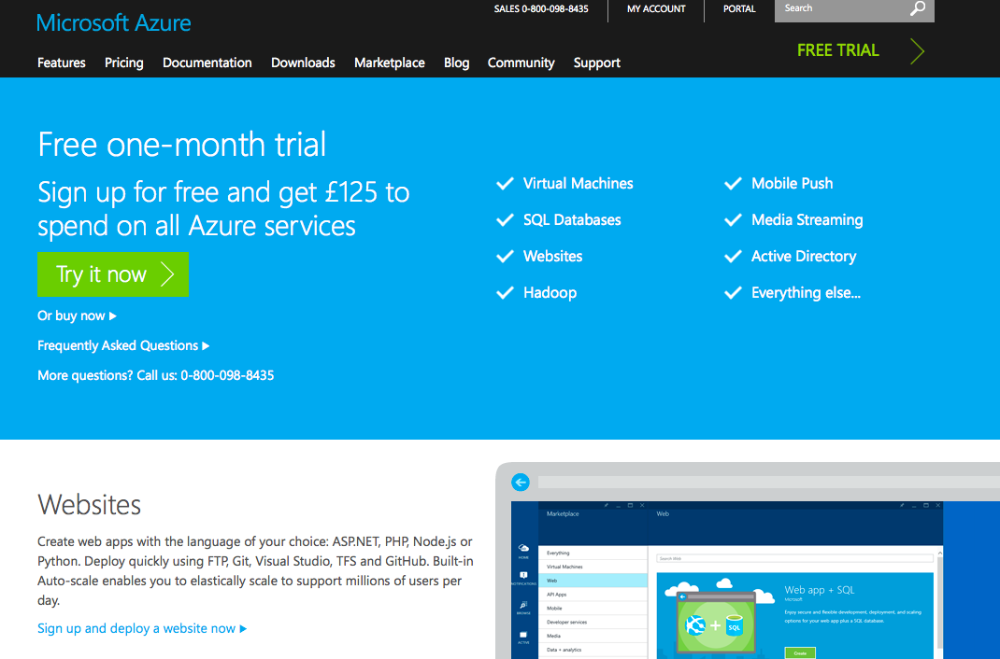 Microsoft Azure
SALES 0-800-098-8435
MY ACCOUNT
PORTAL
Search
FREE TRIAL
Features
Pricing
Documentation
Downloads
Marketplace
Blog
Community
Support
Free one-month trial
Sign up for free and get £125 to
spend on all Azure services
Try it now
Or buy now
Frequently Asked Questions
More questions? Call us: 0-800-098-8435
Virtual Machines
SQL Databases
Websites
Hadoop
Mobile Push
Media Streaming
Active Directory
Everything else...
Websites
Create web apps with the language of your choice: ASP.NET, PHP, Node.js or
Python. Deploy quickly using FTP, Git, Visual Studio, TFS and GitHub. Built-in
Auto-scale enables you to elastically scale to support millions of users per
day.
Sign up and deploy a website now
HOME
NOTIFICATIONS
BROWSE
ACTIVE
Marketplace
Everything
Virtual Machines
Web
API Apps
Mobile
Developer services
Media
Data + analytics
Web
Search Web
SQL
Web app + SQL
Microsoft
Enjoy secure and flexible development, deployment, and scaling
options for your web app plus a SQL database.
Create